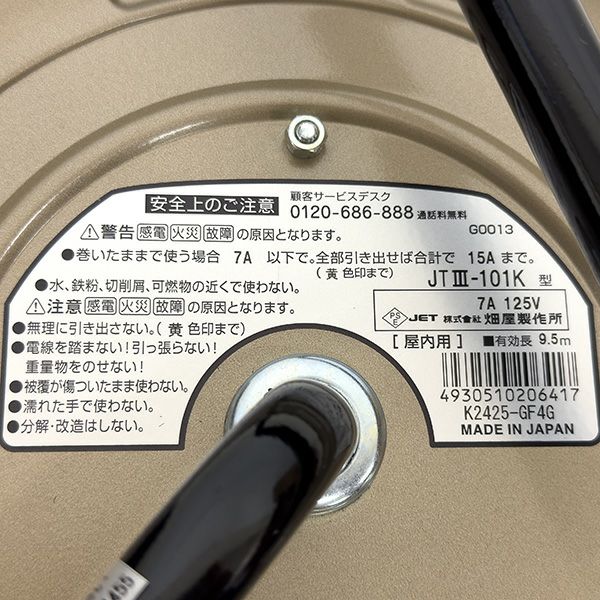 安全上のご注意
顧客サービスデスク
0120-686-888 通話料無料
G0013
⚠警告 感電 火災 故障 の原因となります。
●巻いたままで使う場合 7A 以下で。全部引き出せば合計で 15A まで。
(黄色印まで)
●水、鉄粉、切削屑、可燃物の近くで使わない。
⚠注意 感電 火災 故障 の原因となります。
●無理に引き出さない。(黄色印まで)
●電線を踏まない!引っ張らない!
重量物をのせない!
●被覆が傷ついたまま使わない。
●濡れた手で使わない。
●分解・改造はしない。
JTⅢ-101K 型
7A 125V
PSE JET 株式会社 畑屋製作所
[屋内用] ■有効長 9.5m
4930510206417
K2425-GF4G
MADE IN JAPAN
455